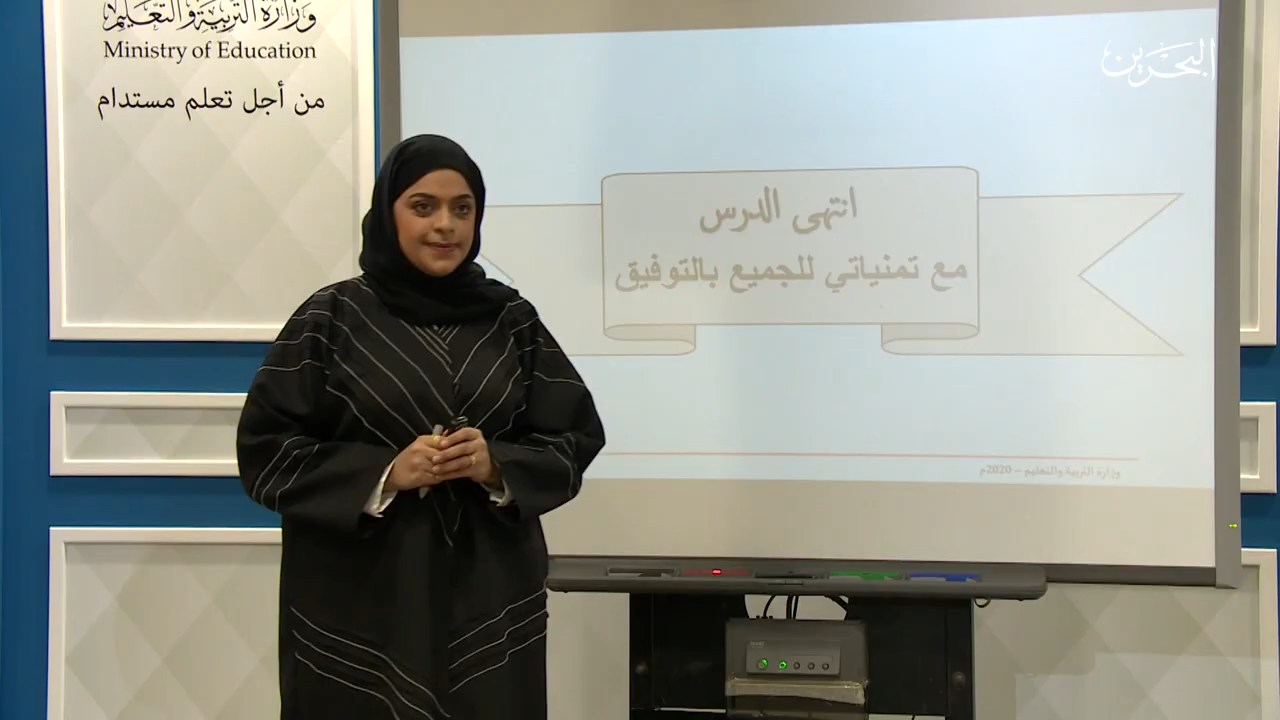 وزارة التربية والتعليم
Ministry of Education
من أجل تعلم مستدام
البحرين
انتهى الدرس
مع تمنياتي للجميع بالتوفيق
وزارة التربية والتعليم – 2020م